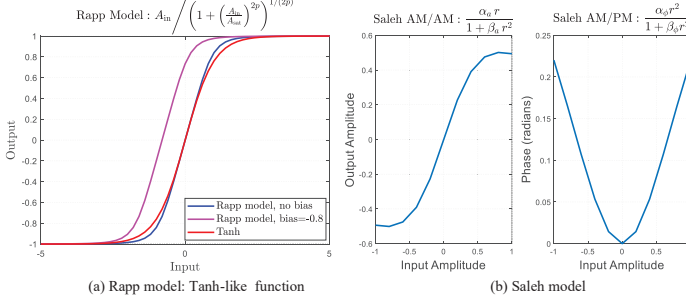 Rapp Model : A_in / (1 + (A_in/A_sat)^{2p})^{1/(2p)}
1
0.8
0.6
0.4
0.2
0
-0.2
-0.4
-0.6
-0.8
-1
Output
-5
0
5
Input
Rapp model, no bias
Rapp model, bias=-0.8
Tanh
(a) Rapp model: Tanh-like function
Saleh AM/AM : α_a r / 1 + β_a r²
0.6
0.4
0.2
0
-0.2
-0.4
-0.6
Output Amplitude
-1
-0.5
0
0.5
1
Input Amplitude
Saleh AM/PM : α_ϕ r² / 1 + β_ϕ r²
0.25
0.2
0.15
0.1
0.05
0
Phase (radians)
-1
-0.5
0
0.5
Input Amplitude
(b) Saleh model